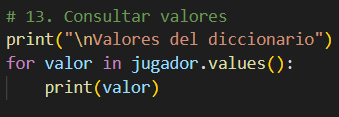 # 13. Consultar valores
print("\nValores del diccionario")
for valor in jugador.values():
    print(valor)